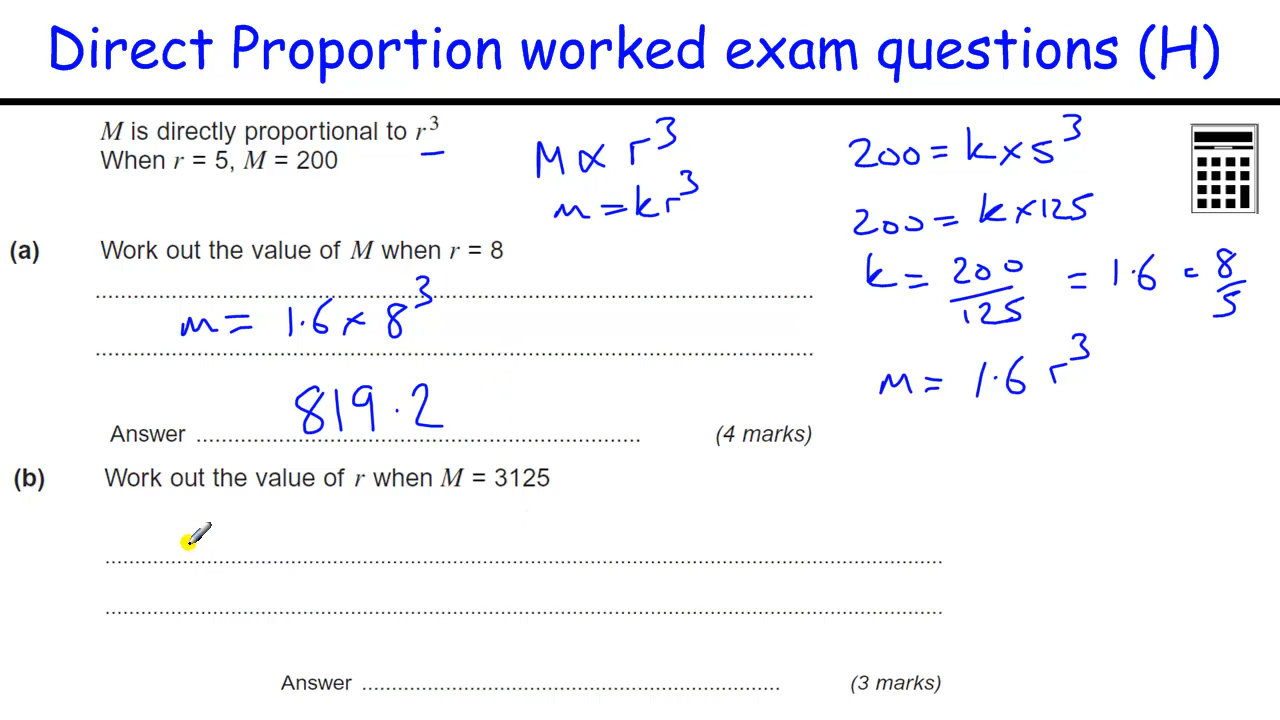 Direct Proportion worked exam questions (H)
M is directly proportional to r³
When r = 5, M = 200
M ∝ r³
m = kr³
200 = k × 5³
200 = k × 125
k = 200/125 = 1.6 = 8/5
m = 1.6 r³
(a) Work out the value of M when r = 8
m = 1.6 × 8³
819.2
Answer ........ (4 marks)
(b) Work out the value of r when M = 3125
Answer ........ (3 marks)